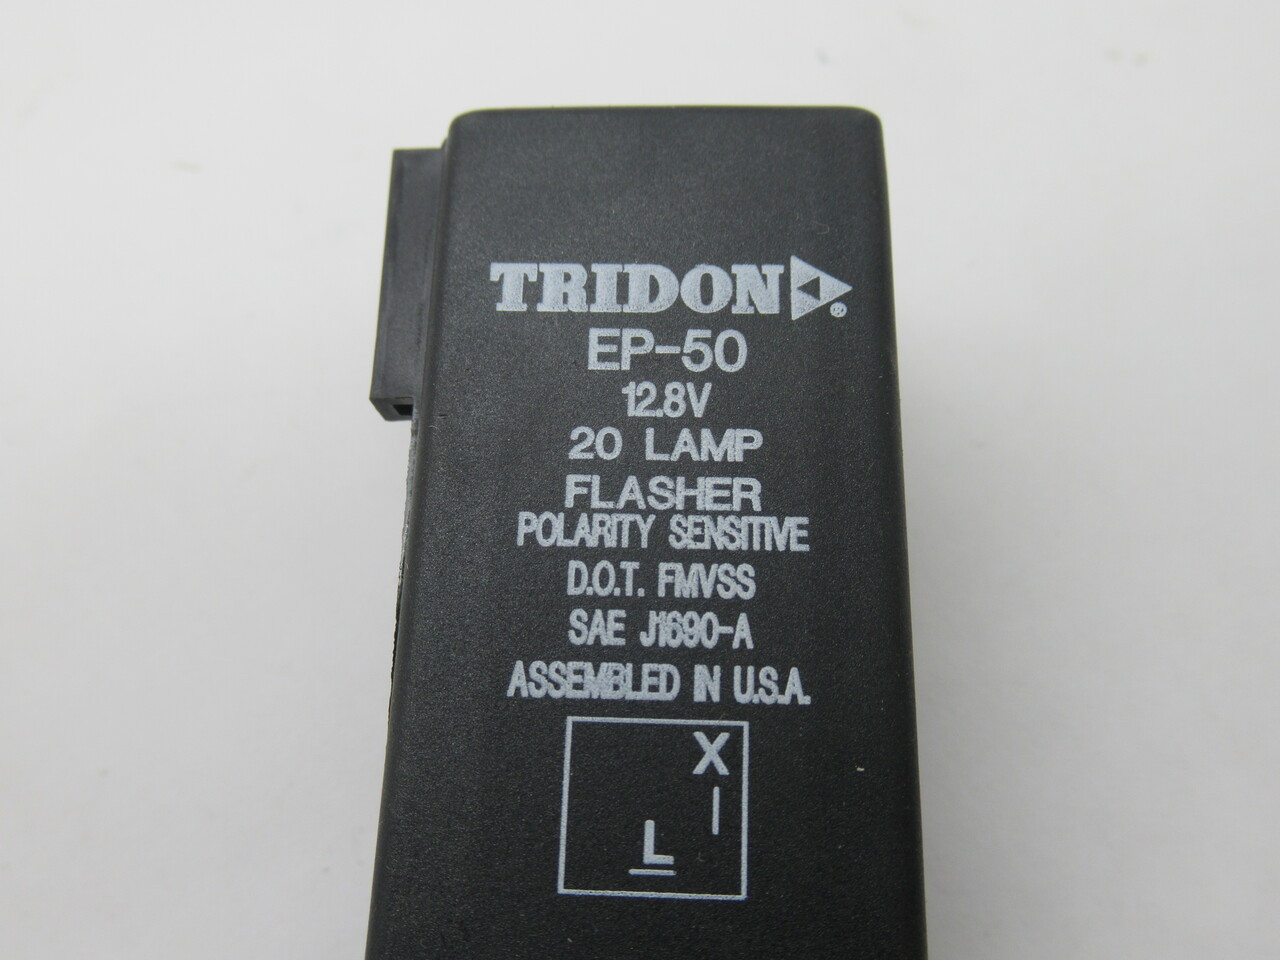 TRIDON ®
EP-50
12.8V
20 LAMP
FLASHER
POLARITY SENSITIVE
D.O.T. FMVSS
SAE J1690-A
ASSEMBLED IN U.S.A.
X
L